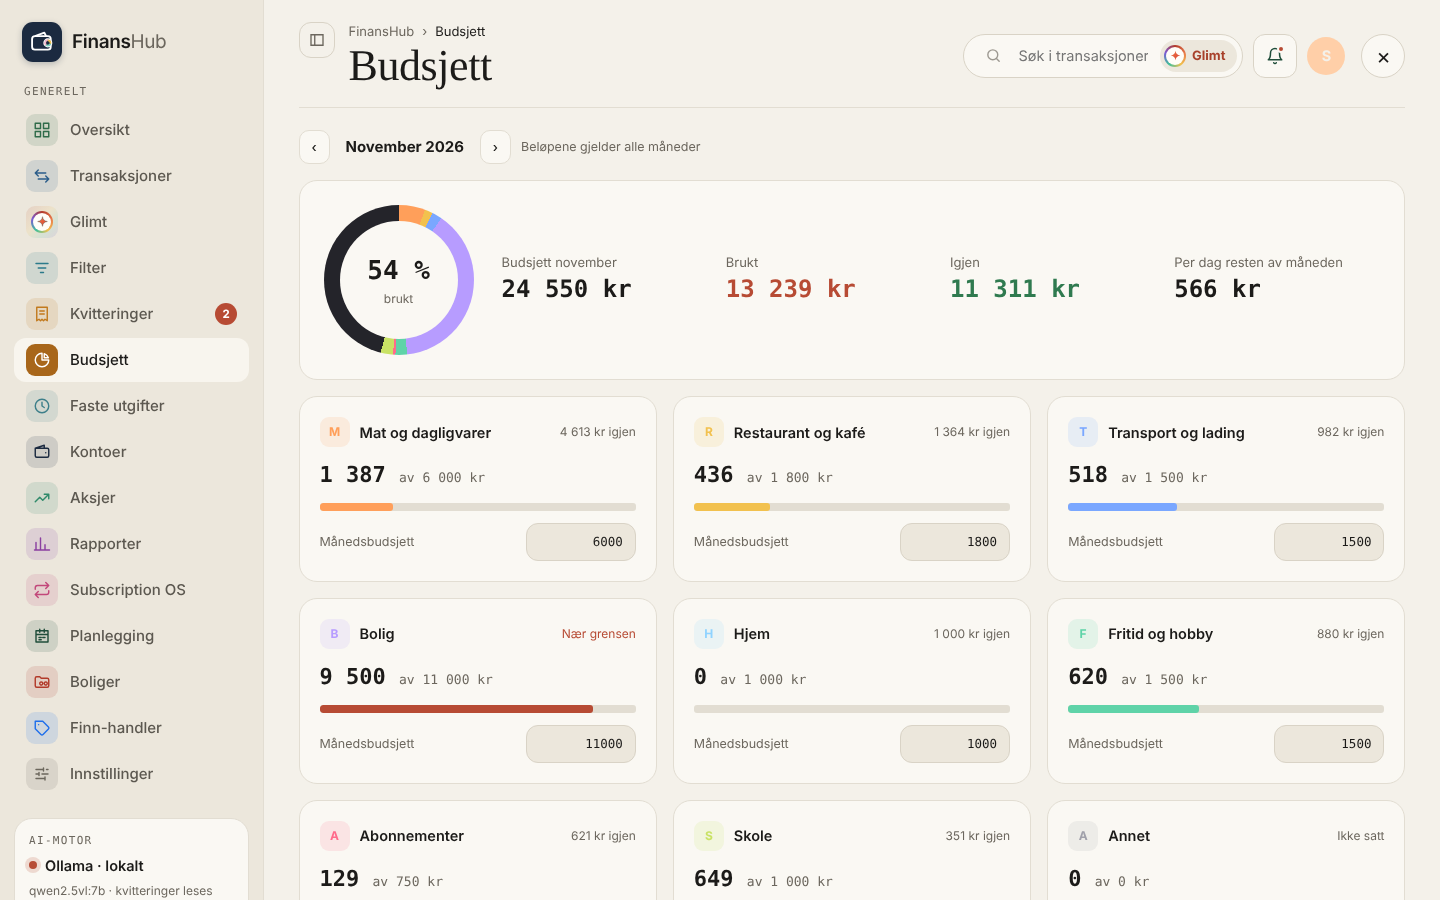 FinansHub
GENERELT
Oversikt
Transaksjoner
Glimt
Filter
Kvitteringer
2
Budsjett
Faste utgifter
Kontoer
Aksjer
Rapporter
Subscription OS
Planlegging
Boliger
Finn-handler
Innstillinger
AI-MOTOR
Ollama · lokalt
qwen2.5vl:7b · kvitteringer leses
FinansHub › Budsjett
Budsjett
Søk i transaksjoner
Glimt
S
×
‹ November 2026 › Beløpene gjelder alle måneder
54 %
brukt
Budsjett november
24 550 kr
Brukt
13 239 kr
Igjen
11 311 kr
Per dag resten av måneden
566 kr
M Mat og dagligvarer 4 613 kr igjen
1 387 av 6 000 kr
Månedsbudsjett 6000
R Restaurant og kafé 1 364 kr igjen
436 av 1 800 kr
Månedsbudsjett 1800
T Transport og lading 982 kr igjen
518 av 1 500 kr
Månedsbudsjett 1500
B Bolig Nær grensen
9 500 av 11 000 kr
Månedsbudsjett 11000
H Hjem 1 000 kr igjen
0 av 1 000 kr
Månedsbudsjett 1000
F Fritid og hobby 880 kr igjen
620 av 1 500 kr
Månedsbudsjett 1500
A Abonnementer 621 kr igjen
129 av 750 kr
S Skole 351 kr igjen
649 av 1 000 kr
A Annet Ikke satt
0 av 0 kr